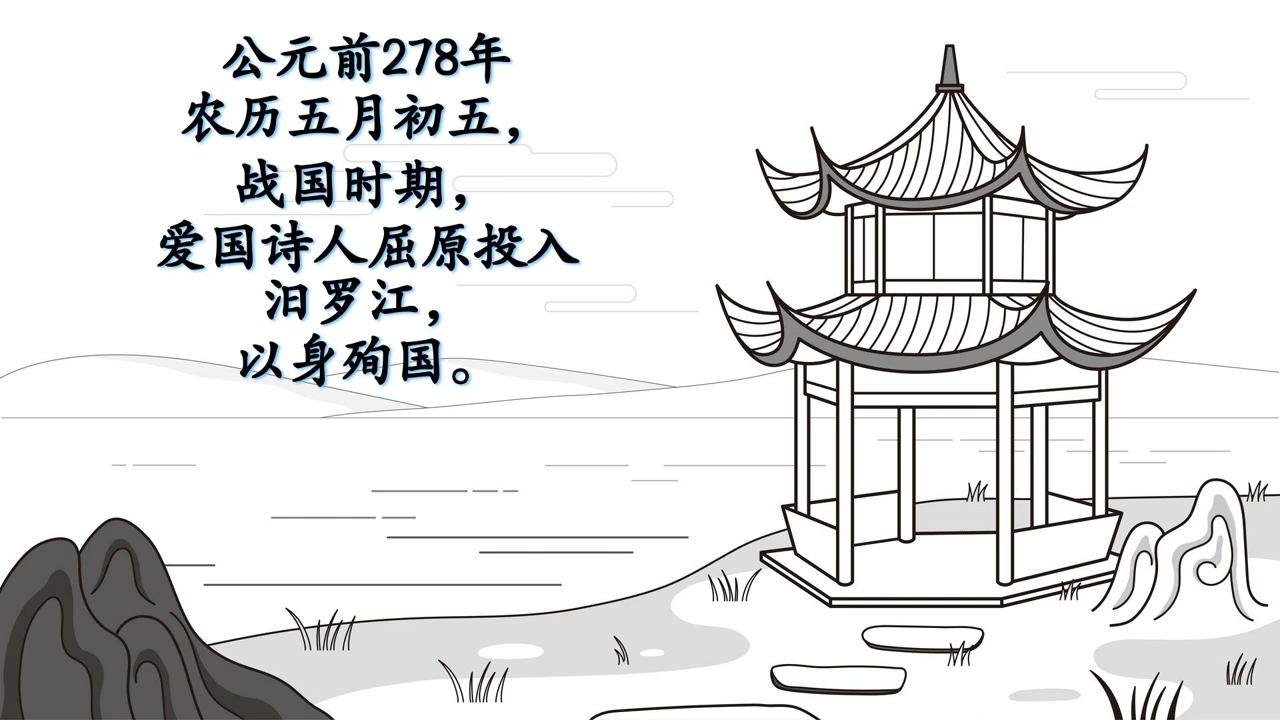 公元前278年
农历五月初五，
战国时期，
爱国诗人屈原投入
汨罗江，
以身殉国。